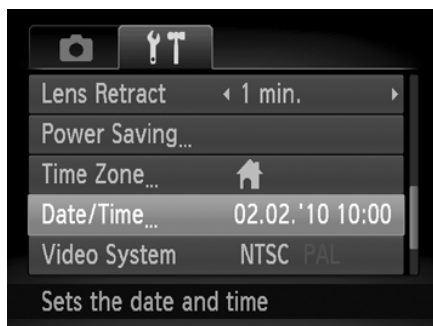 Lens Retract 1 min.
Power Saving...
Time Zone...
Date/Time... 02.02.'10 10:00
Video System NTSC PAL
Sets the date and time